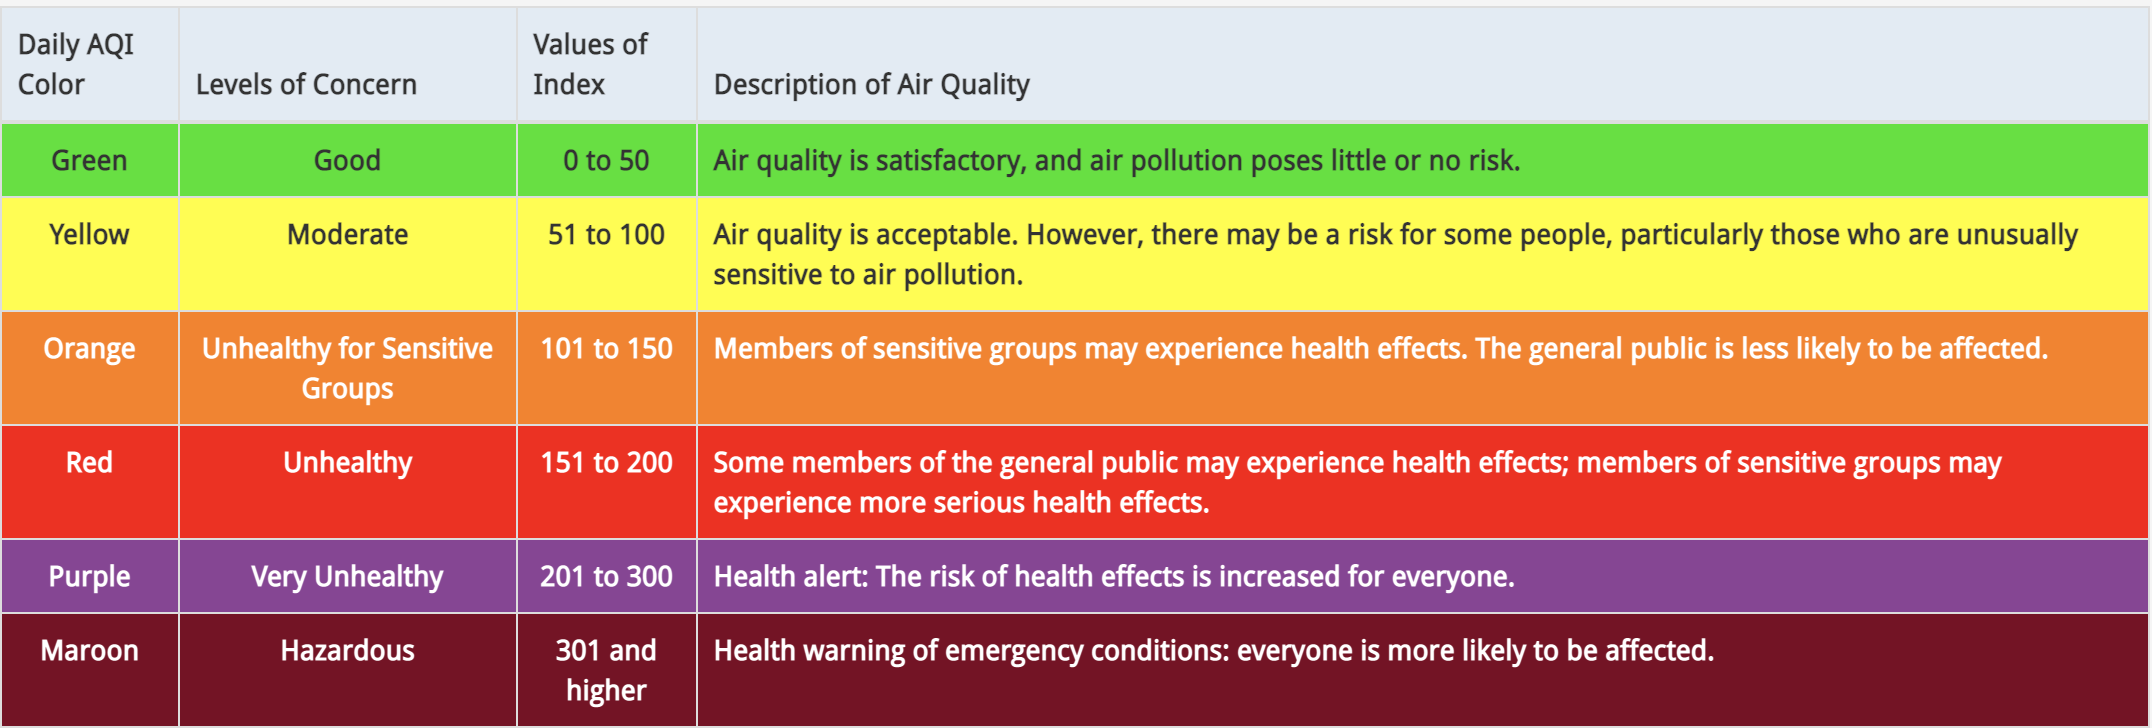 Daily AQI
Color
Levels of Concern
Values of
Index
Description of Air Quality
Green
Good
0 to 50
Air quality is satisfactory, and air pollution poses little or no risk.
Yellow
Moderate
51 to 100
Air quality is acceptable. However, there may be a risk for some people, particularly those who are unusually
sensitive to air pollution.
Orange
Unhealthy for Sensitive
Groups
101 to 150
Members of sensitive groups may experience health effects. The general public is less likely to be affected.
Red
Unhealthy
151 to 200
Some members of the general public may experience health effects; members of sensitive groups may
experience more serious health effects.
Purple
Very Unhealthy
201 to 300
Health alert: The risk of health effects is increased for everyone.
Maroon
Hazardous
301 and
higher
Health warning of emergency conditions: everyone is more likely to be affected.